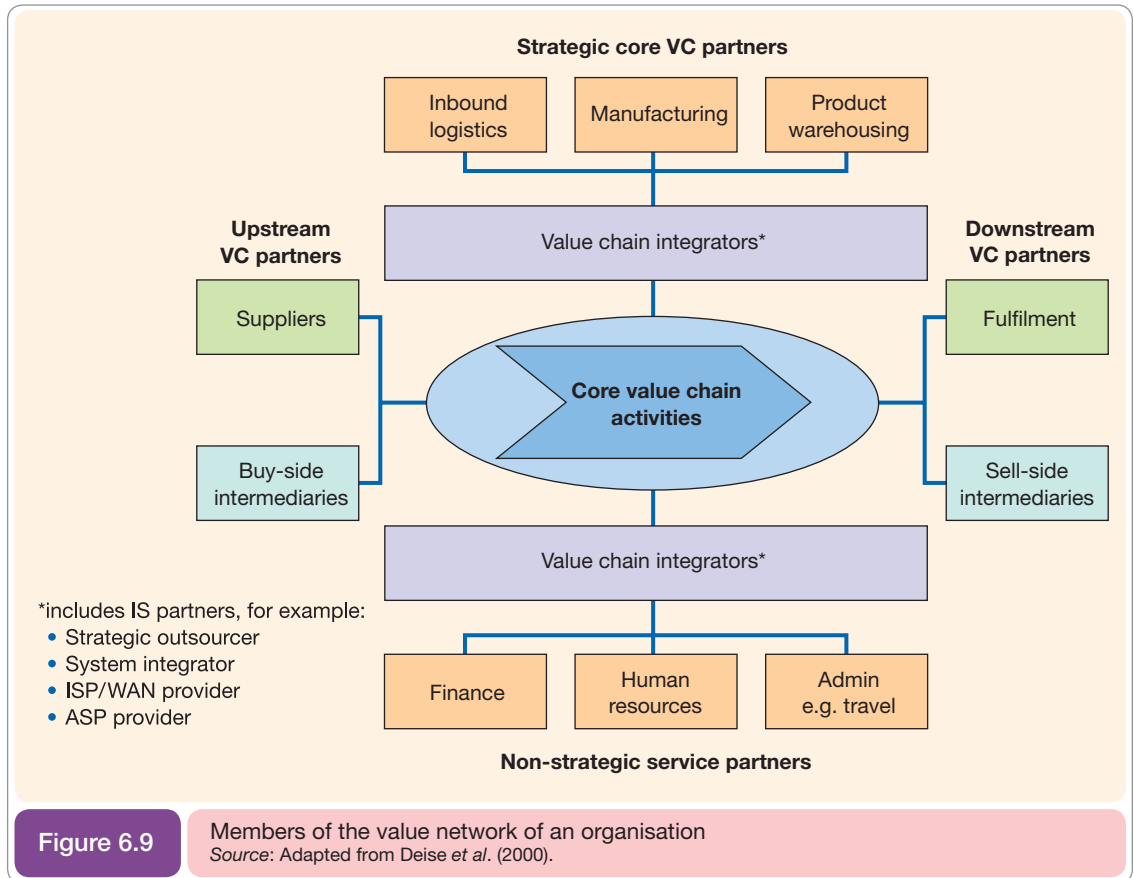 Strategic core VC partners
Inbound
logistics
Manufacturing
Product
warehousing
Value chain integrators*
Upstream
VC partners
Downstream
VC partners
Suppliers
Fulfilment
Core value chain
activities
Buy-side
intermediaries
Sell-side
intermediaries
Value chain integrators*
*includes IS partners, for example:
• Strategic outsourcer
• System integrator
• ISP/WAN provider
• ASP provider
Finance
Human
resources
Admin
e.g. travel
Non-strategic service partners
Figure 6.9
Members of the value network of an organisation
Source: Adapted from Deise et al. (2000).